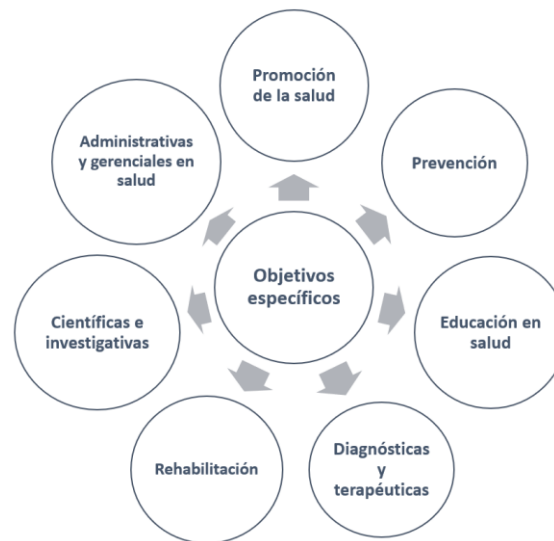 Promoción
de la salud
Administrativas
y gerenciales en
salud
Prevención
Objetivos
específicos
Científicas e
investigativas
Educación en
salud
Rehabilitación
Diagnósticas
y
terapéuticas